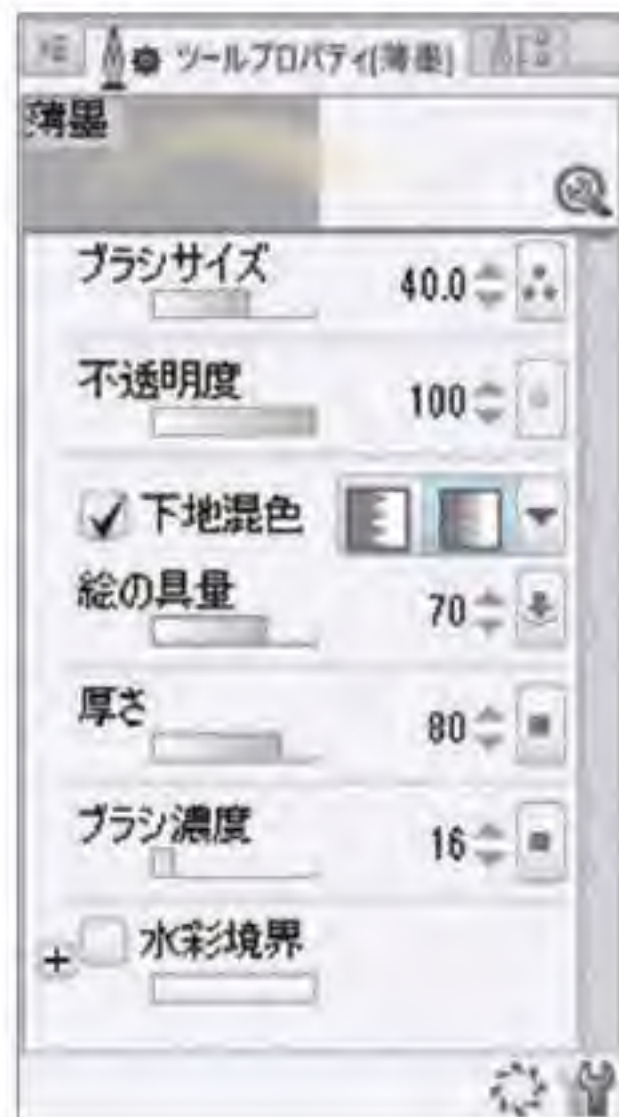 ツールプロパティ[薄墨]
薄墨
ブラシサイズ 40.0
不透明度 100
下地混色
絵の具量 70
厚さ 80
ブラシ濃度 16
水彩境界